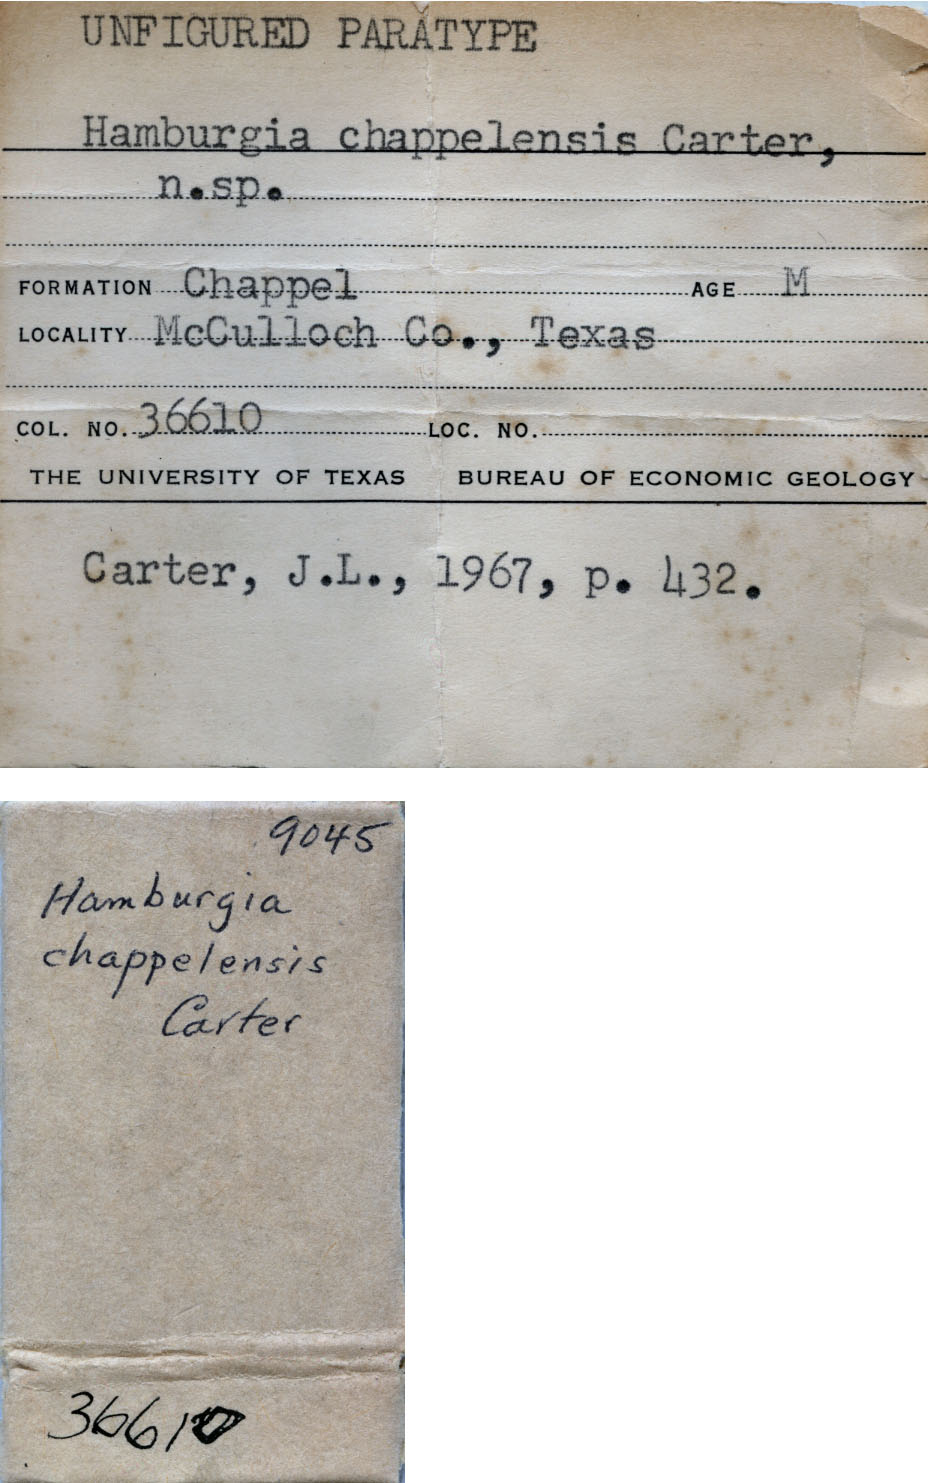 UNFIGURED PARATYPE
Hamburgia chappelensis Carter,
n.sp.
FORMATION Chappel AGE M
LOCALITY McCulloch Co., Texas
COL. NO. 36610 LOC. NO.
THE UNIVERSITY OF TEXAS BUREAU OF ECONOMIC GEOLOGY
Carter, J.L., 1967, p. 432.
9045
Hamburgia
chappelensis
Carter
36610